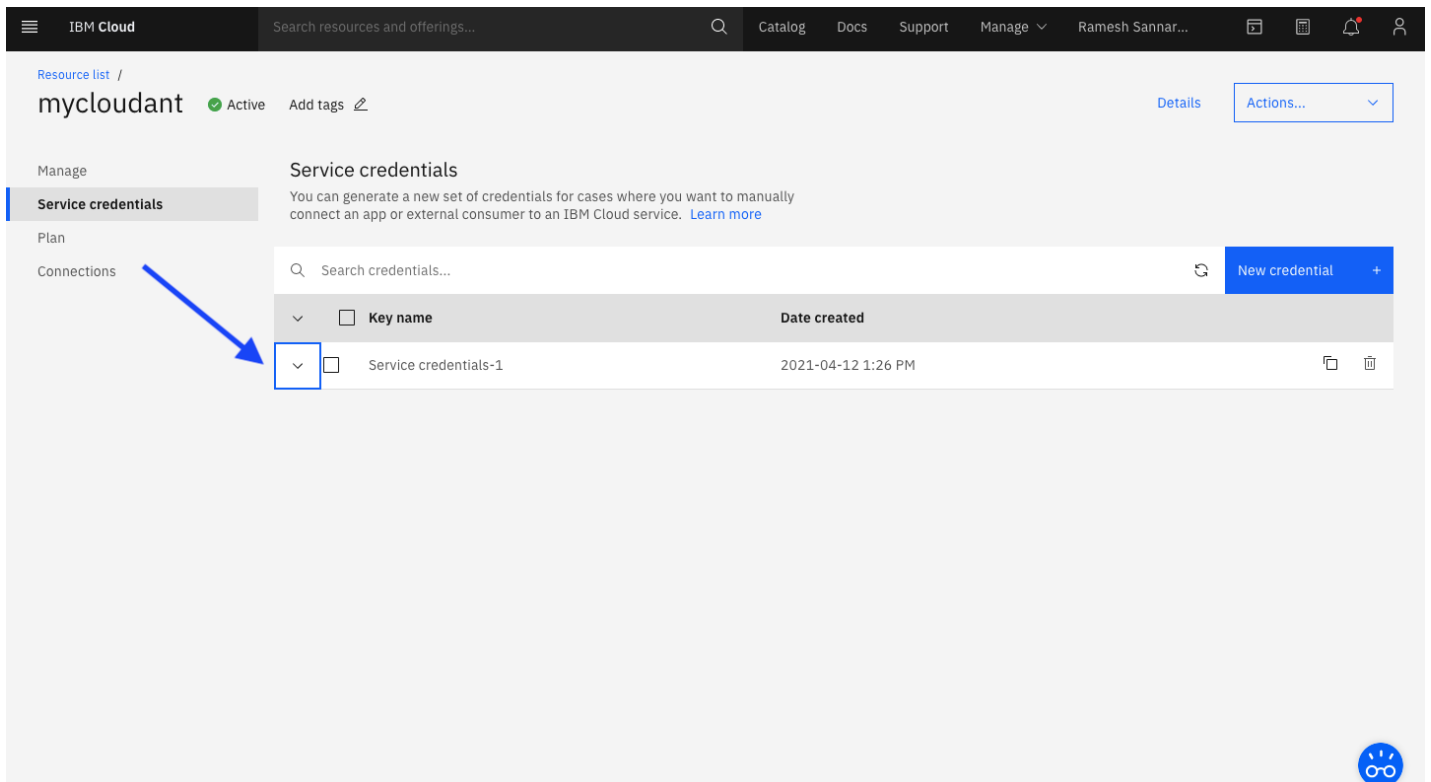 IBM Cloud
Search resources and offerings...
Catalog
Docs
Support
Manage
Ramesh Sannar...
Resource list /
mycloudant
Active
Add tags
Details
Actions...
Manage
Service credentials
Plan
Connections
Service credentials
You can generate a new set of credentials for cases where you want to manually
connect an app or external consumer to an IBM Cloud service. Learn more
Search credentials...
New credential +
Key name
Date created
Service credentials-1
2021-04-12 1:26 PM